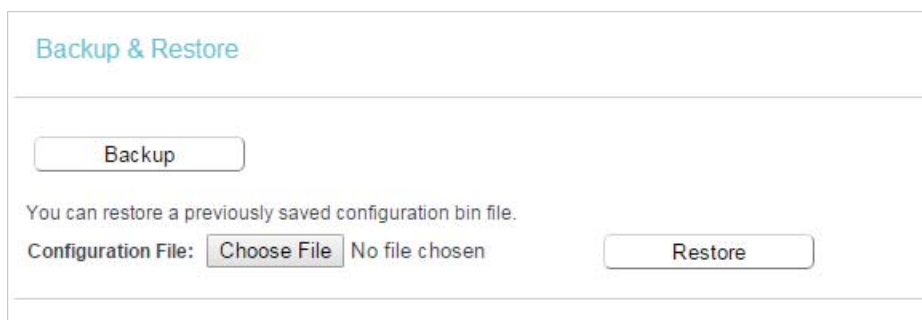 Backup & Restore
Backup
You can restore a previously saved configuration bin file.
Configuration File: Choose File No file chosen Restore